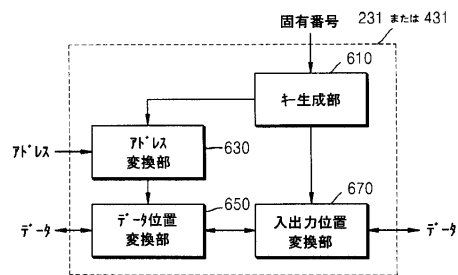 固有番号
231 または 431
610
キー生成部
アドレス
アドレス
変換部
630
データ
データ位置
変換部
650
入出力位置
変換部
670
データ